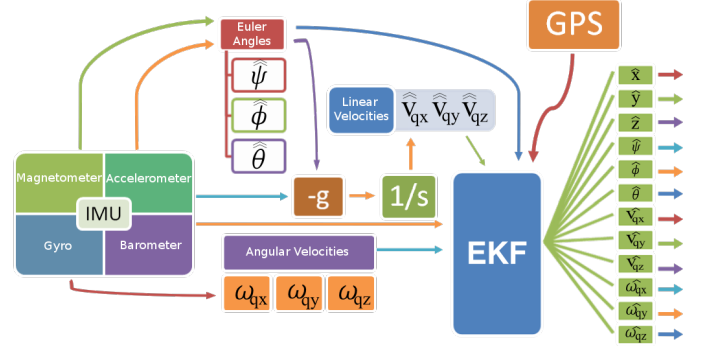 GPS
Euler
Angles
ψ̂̂
ϕ̂̂
θ̂̂
Linear
Velocities
v̂̂qx v̂̂qy v̂̂qz
Magnetometer
Accelerometer
IMU
Gyro
Barometer
-g
1/s
Angular Velocities
ωqx
ωqy
ωqz
EKF
x̂
ŷ
ẑ
ψ̂
ϕ̂
θ̂
v̂qx
v̂qy
v̂qz
ω̂qx
ω̂qy
ω̂qz